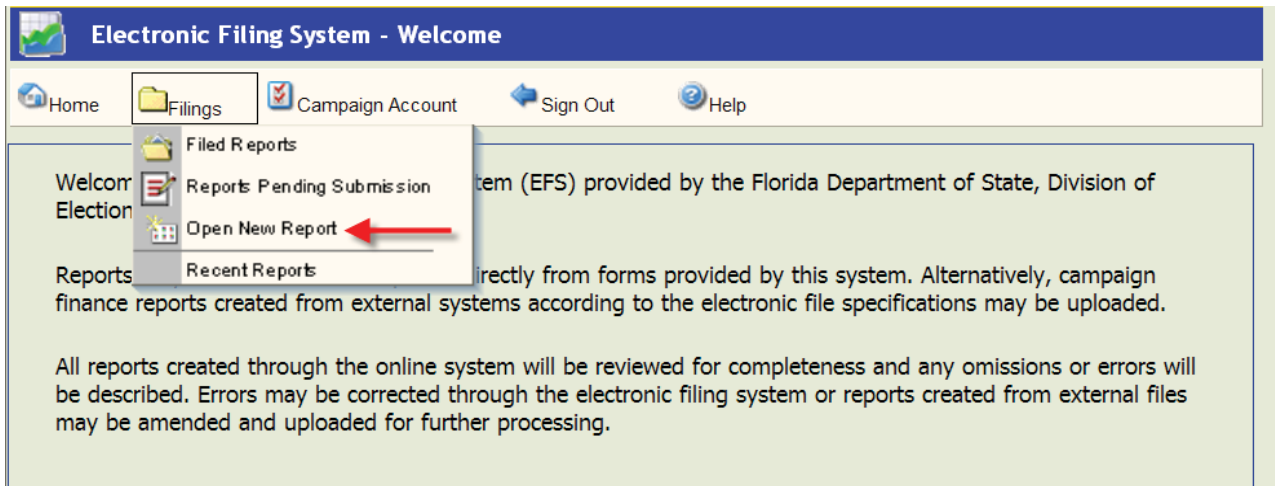 Electronic Filing System - Welcome
Home Filings Campaign Account Sign Out Help
Filed Reports
Reports Pending Submission
Open New Report
Recent Reports
Welcom tem (EFS) provided by the Florida Department of State, Division of
Election
Reports irectly from forms provided by this system. Alternatively, campaign
finance reports created from external systems according to the electronic file specifications may be uploaded.
All reports created through the online system will be reviewed for completeness and any omissions or errors will
be described. Errors may be corrected through the electronic filing system or reports created from external files
may be amended and uploaded for further processing.